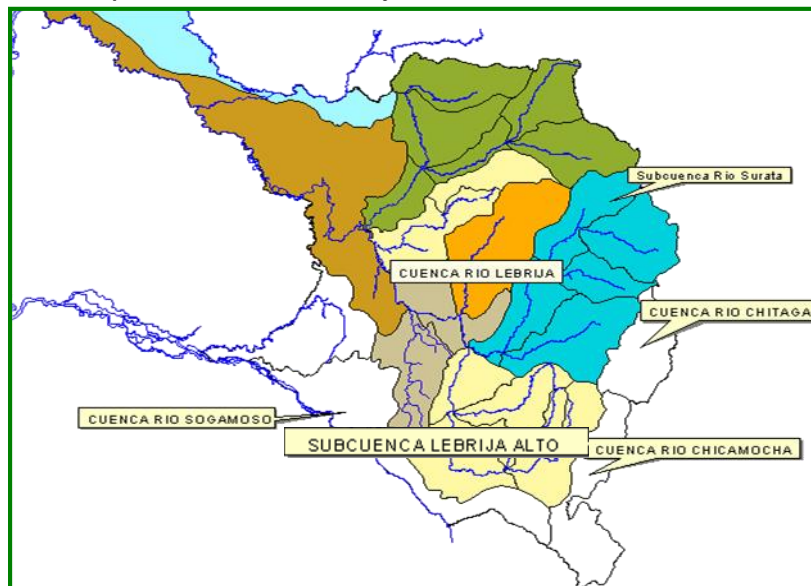 Subcuenca Rio Surata
CUENCA RIO LEBRIJA
CUENCA RIO CHITAGA
CUENCA RIO SOGAMOSO
SUBCUENCA LEBRIJA ALTO
CUENCA RIO CHICAMOCHA